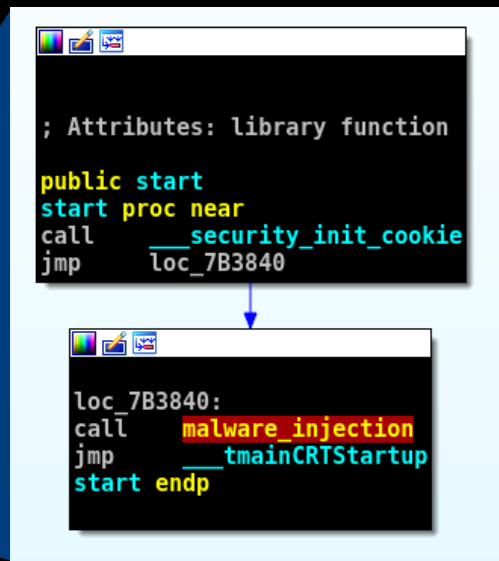 ; Attributes: library function
public start
start proc near
call ___security_init_cookie
jmp loc_7B3840
loc_7B3840:
call malware_injection
jmp ___tmainCRTStartup
start endp